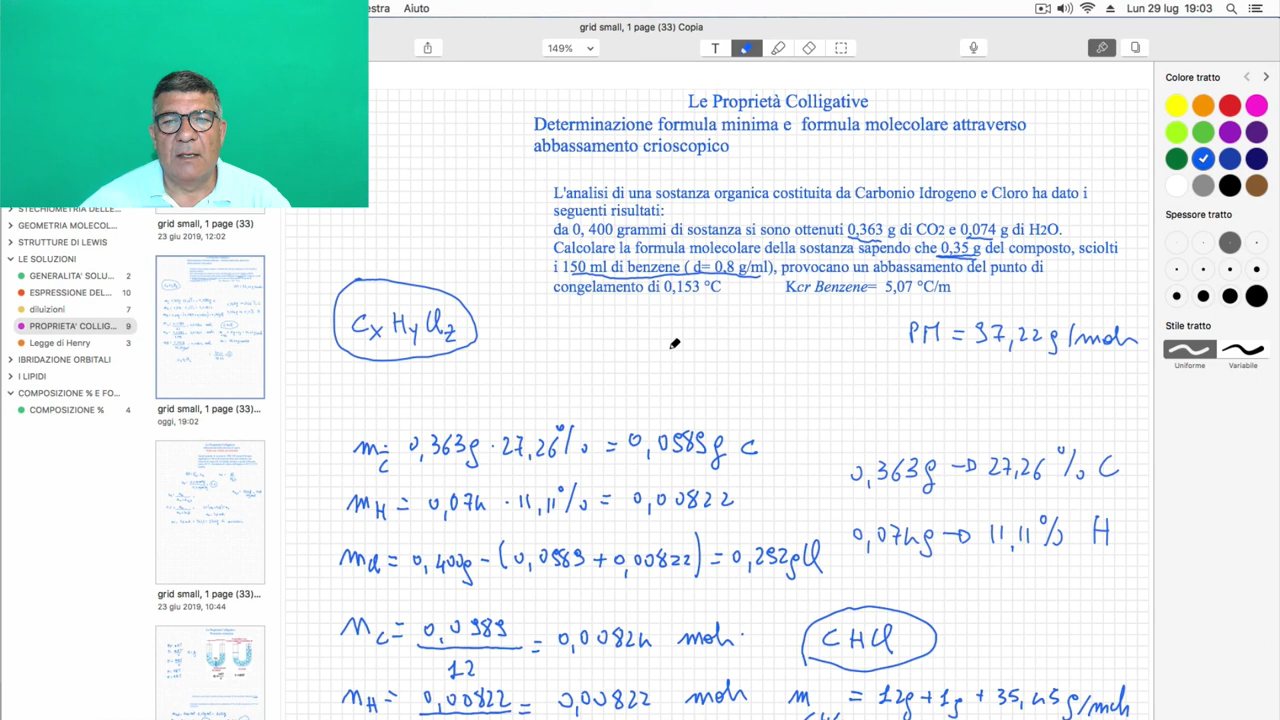 estra Aiuto
Lun 29 lug 19:03
grid small, 1 page (33) Copia
149%
T
Colore tratto
Spessore tratto
Stile tratto
Uniforme
Variabile
STECHIOMETRIA DELLE...
GEOMETRIA MOLECOL...
STRUTTURE DI LEWIS
LE SOLUZIONI
GENERALITA' SOLU... 2
ESPRESSIONE DEL... 10
diluizioni 7
PROPRIETA' COLLIG... 9
Legge di Henry 3
IBRIDAZIONE ORBITALI
I LIPIDI
COMPOSIZIONE % E FO...
COMPOSIZIONE % 4
grid small, 1 page (33)
23 giu 2019, 12:02
grid small, 1 page (33)...
oggi, 19:02
grid small, 1 page (33)...
23 giu 2019, 10:44
Le Proprietà Colligative
Determinazione formula minima e formula molecolare attraverso
abbassamento crioscopico
L'analisi di una sostanza organica costituita da Carbonio Idrogeno e Cloro ha dato i
seguenti risultati:
da 0, 400 grammi di sostanza si sono ottenuti 0,363 g di CO2 e 0,074 g di H2O.
Calcolare la formula molecolare della sostanza sapendo che 0,35 g del composto, sciolti
i 150 ml di benzene ( d= 0,8 g/ml), provocano un abbassamento del punto di
congelamento di 0,153 °C Kcr Benzene= 5,07 °C/m
CxHyClz
PM = 97,22g/mol
mC = 0,363g · 27,26% = 0,0989g C
0,363g → 27,26 % C
mH = 0,074 · 11,11% = 0,00822
0,074g → 11,11% H
mCl = 0,400g - (0,0989 + 0,00822) = 0,292g Cl
nC = 0,0989 / 12 = 0,00824 moli
CHCl
nH = 0,00822 = 0,00822 moli
m = 12g + 1g + 35,45g/mol